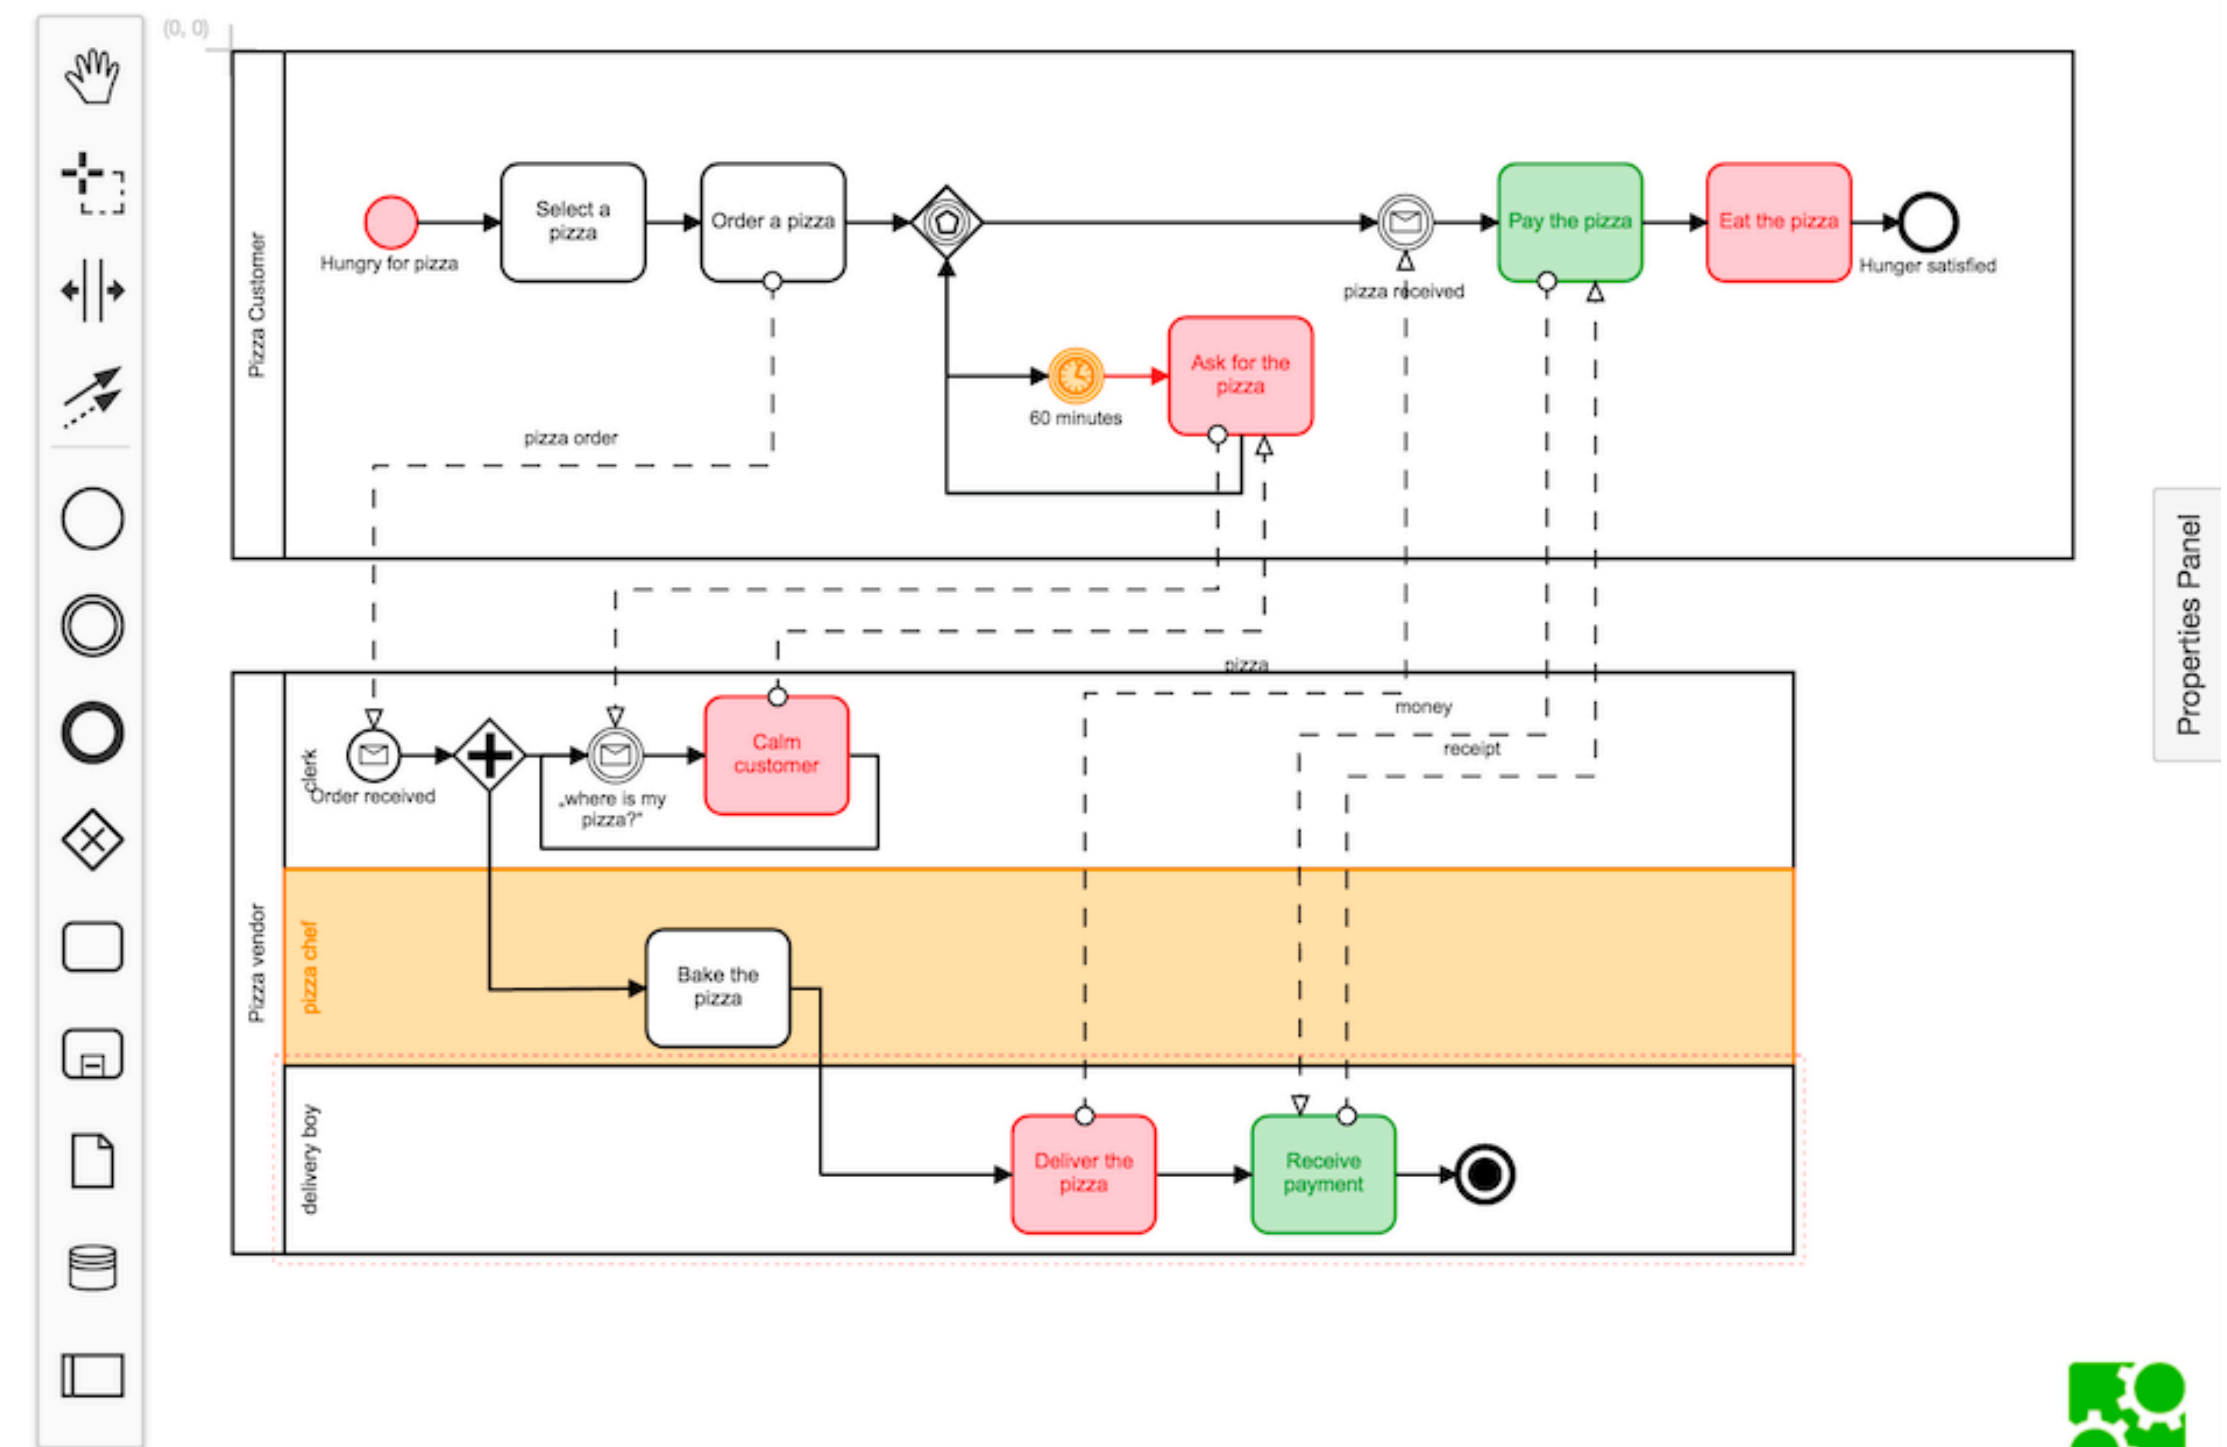 (0, 0)
Pizza Customer
Hungry for pizza
Select a
pizza
Order a pizza
pizza received
Pay the pizza
Eat the pizza
Hunger satisfied
60 minutes
Ask for the
pizza
pizza order
Properties Panel
pizza
money
receipt
Pizza vendor
clerk
Order received
„where is my
pizza?"
Calm
customer
pizza chef
Bake the
pizza
delivery boy
Deliver the
pizza
Receive
payment